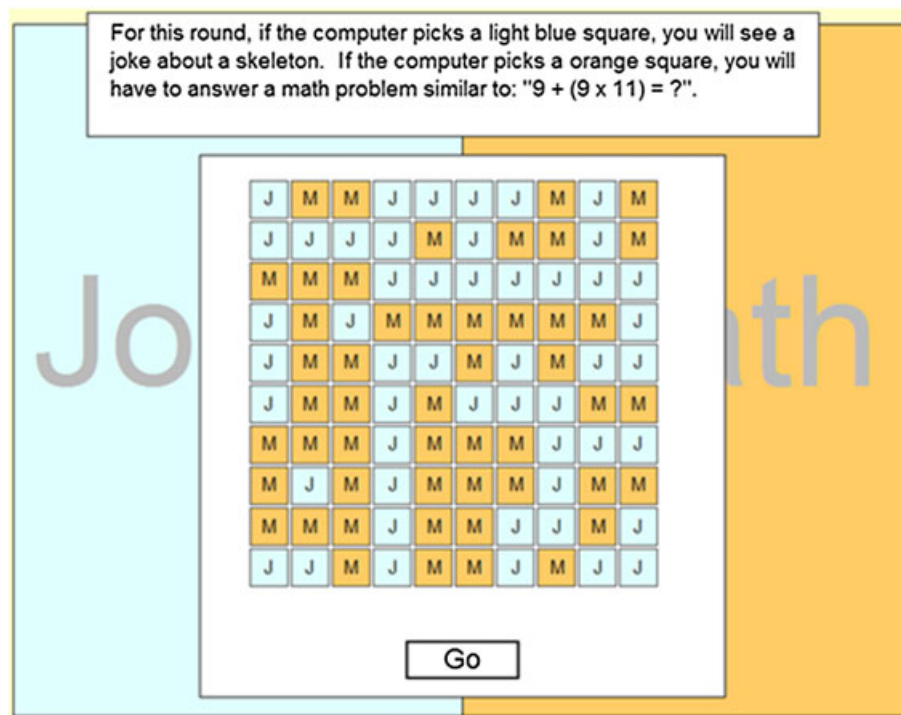 For this round, if the computer picks a light blue square, you will see a
joke about a skeleton. If the computer picks a orange square, you will
have to answer a math problem similar to: "9 + (9 x 11) = ?".
J M M J J J J M J M
J J J J M J M M J M
M M M J J J J J J J
J M J M M M M M M J
J M M J J M J M J J
J M M J M J J J M M
M M M J M M M J J J
M J M J M M M J M M
M M M J M M J J M J
J J M J M M J M J J
Jo ath
Go